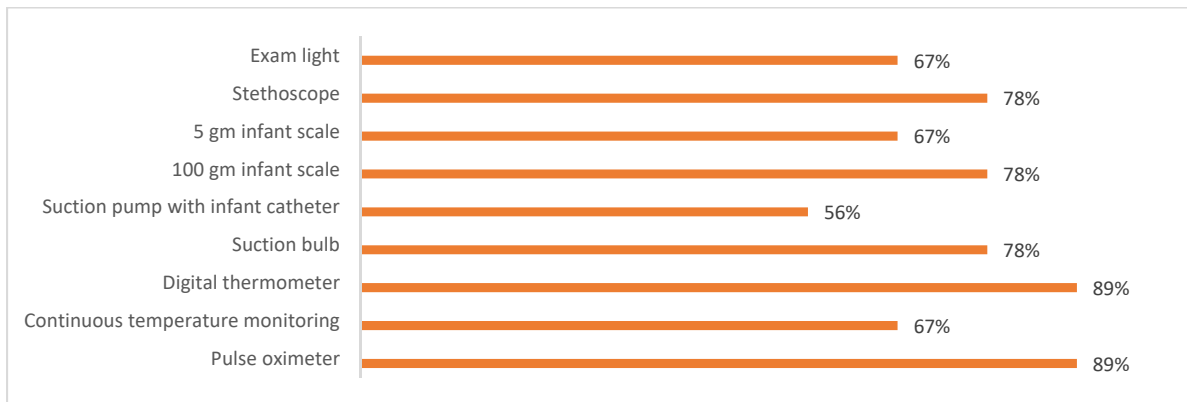 Exam light 67%
Stethoscope 78%
5 gm infant scale 67%
100 gm infant scale 78%
Suction pump with infant catheter 56%
Suction bulb 78%
Digital thermometer 89%
Continuous temperature monitoring 67%
Pulse oximeter 89%